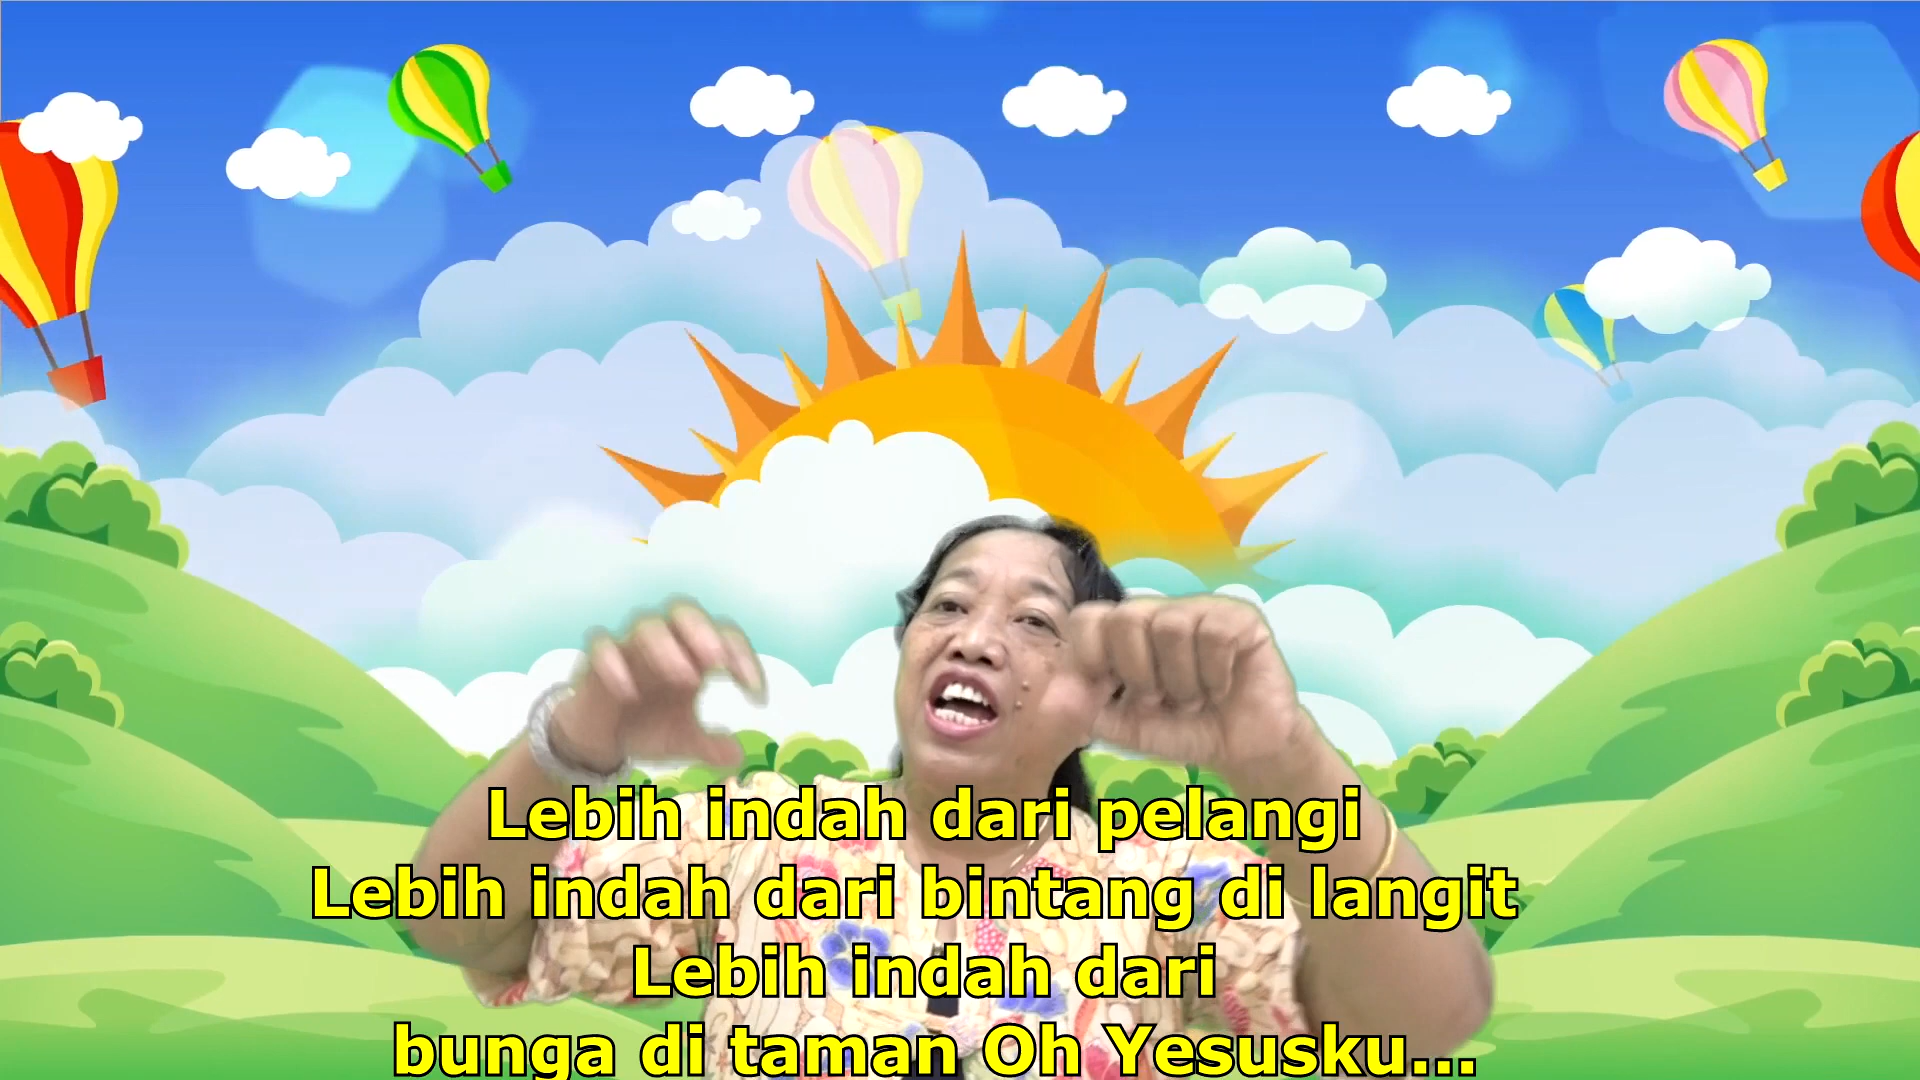 Lebih indah dari pelangi
Lebih indah dari bintang di langit
Lebih indah dari
bunga di taman Oh Yesusku...